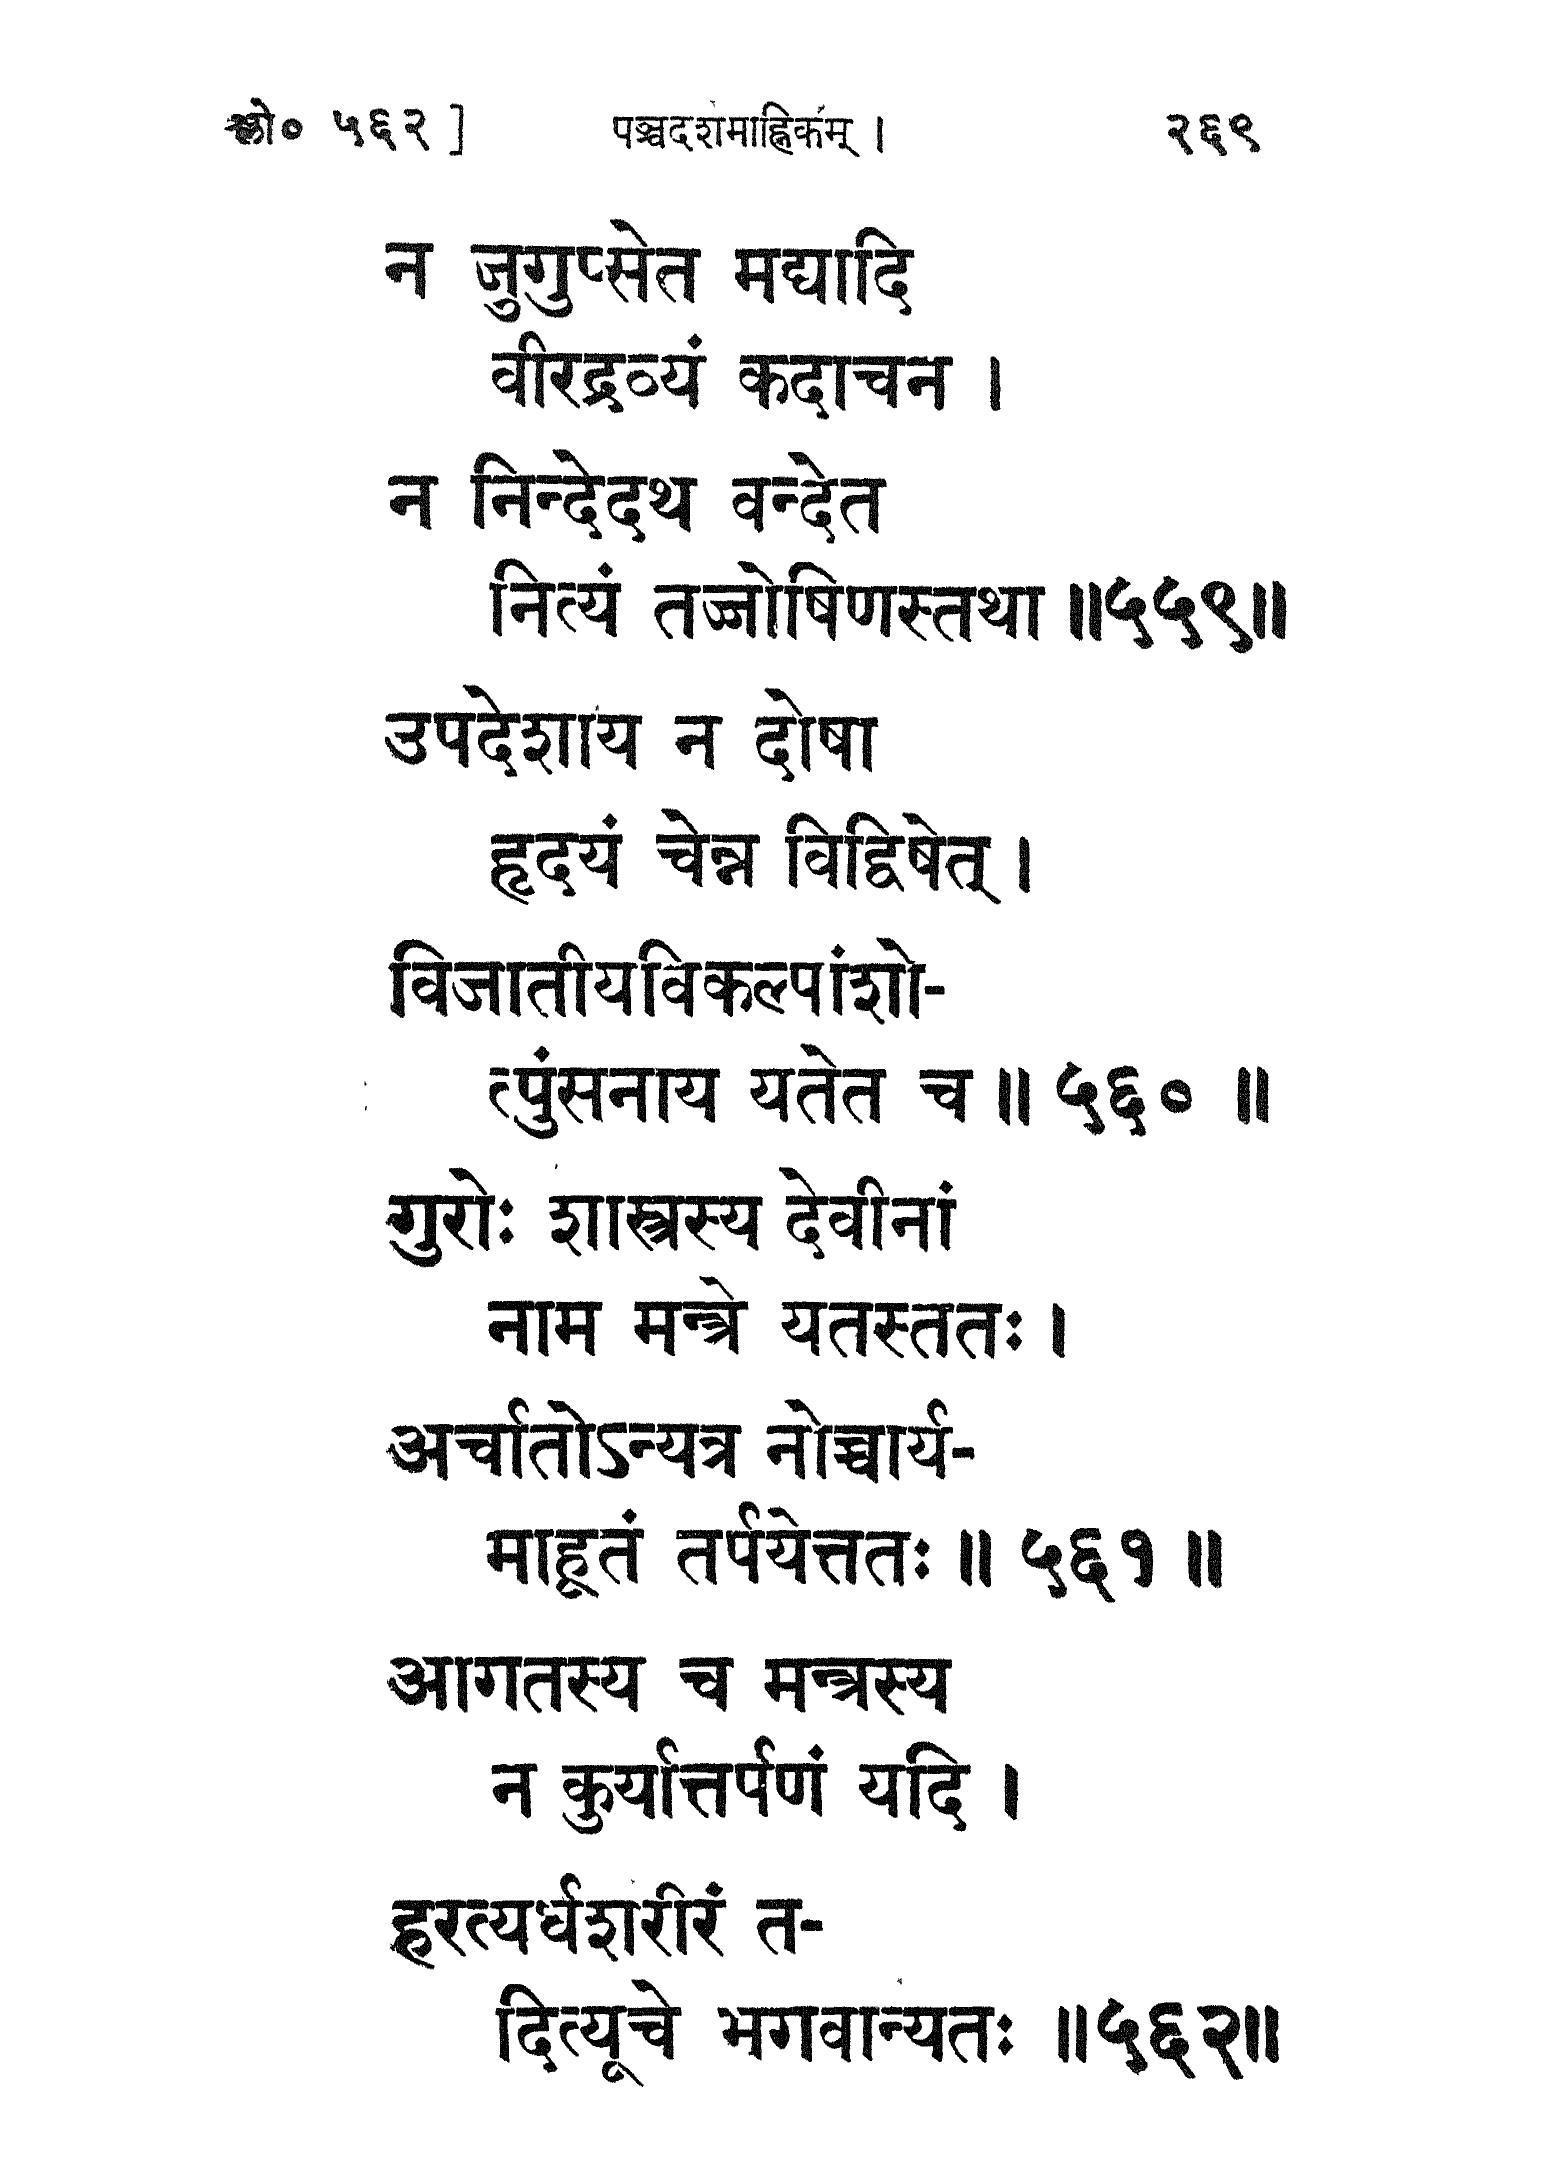 श्लो० ५६२] पञ्चदशमाह्निकम् । २६९
न जुगुप्सेत मद्यादि
वीरद्रव्यं कदाचन ।
न निन्देदथ वन्देत
नित्यं तज्जोषिणस्तथा ॥५५९॥
उपदेशाय न दोषा
हृदयं चेन्न विद्विषेत् ।
विजातीयविकल्पांशो-
त्पुंसनाय यतेत च ॥ ५६० ॥
गुरोः शास्त्रस्य देवीनां
नाम मन्त्रे यतस्ततः ।
अर्चातोऽन्यत्र नोच्चार्य-
माहूतं तर्पयेत्ततः ॥ ५६१ ॥
आगतस्य च मन्त्रस्य
न कुर्यात्तर्पणं यदि ।
हरत्यर्धशरीरं त-
दित्यूचे भगवान्यतः ॥५६२॥